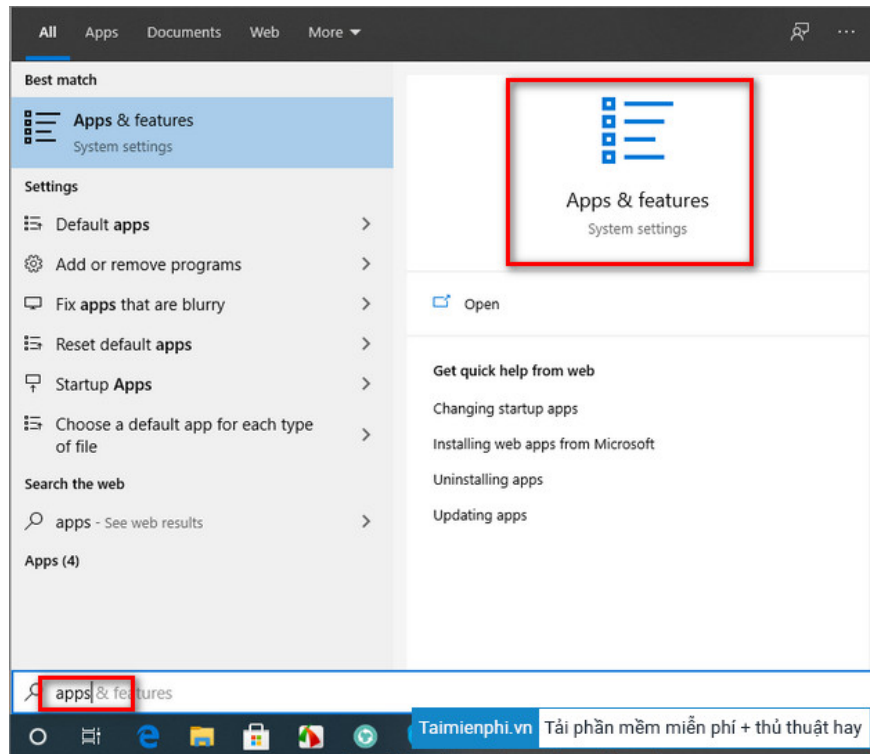 All Apps Documents Web More
Best match
Apps & features
System settings
Settings
Default apps
Add or remove programs
Fix apps that are blurry
Reset default apps
Startup Apps
Choose a default app for each type
of file
Search the web
apps - See web results
Apps (4)
Apps & features
System settings
Open
Get quick help from web
Changing startup apps
Installing web apps from Microsoft
Uninstalling apps
Updating apps
apps & features
Taimienphi.vn Tải phần mềm miễn phí + thủ thuật hay